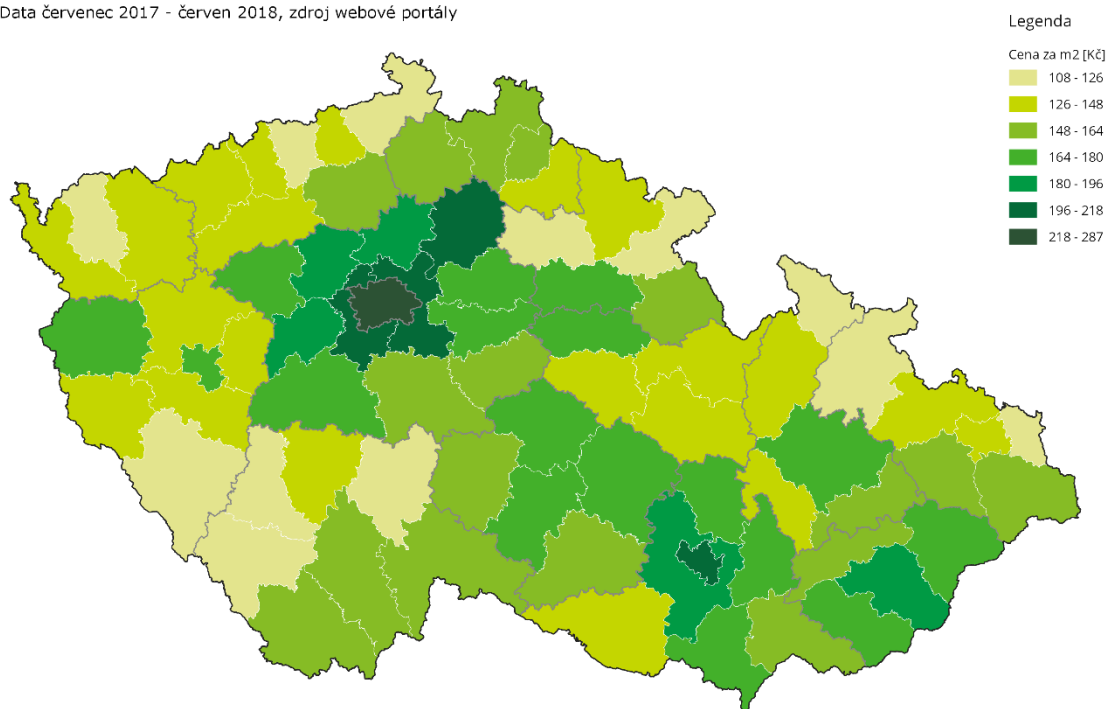 Data červenec 2017 - červen 2018, zdroj webové portály
Legenda
Cena za m2 [Kč]
108 - 126
126 - 148
148 - 164
164 - 180
180 - 196
196 - 218
218 - 287